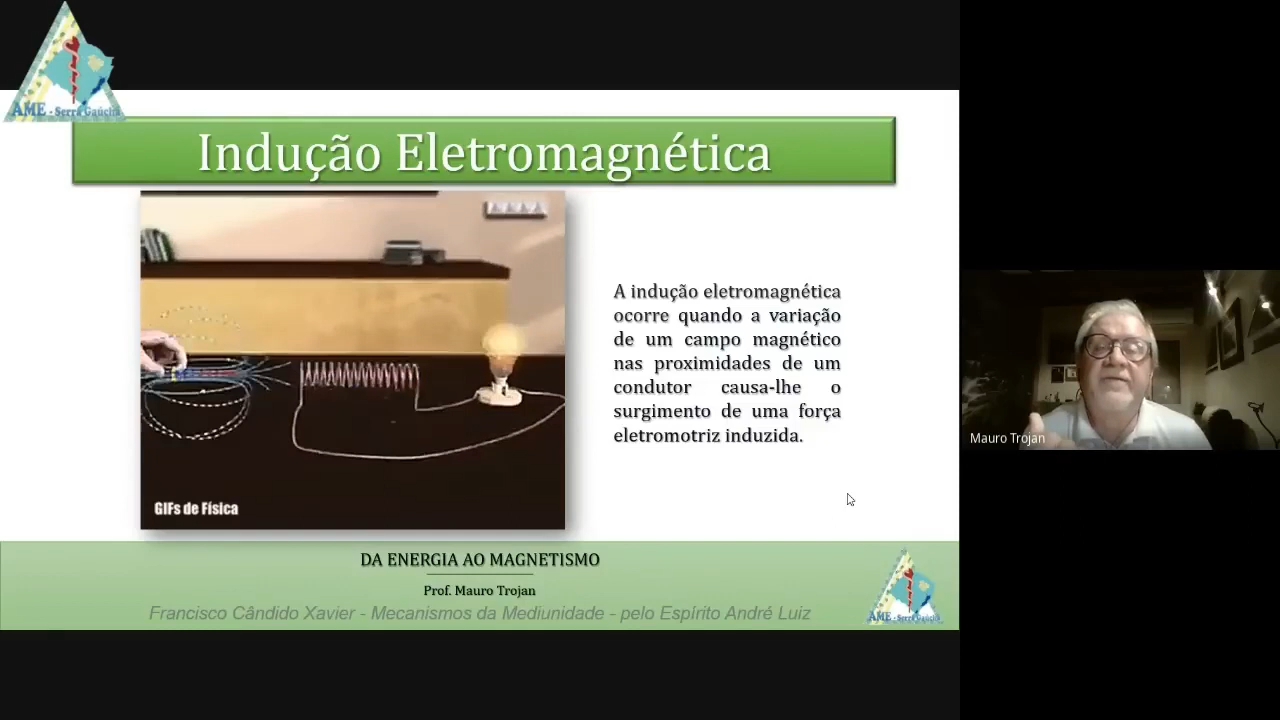 AME - Serra Gaúcha
Indução Eletromagnética
A indução eletromagnética
ocorre quando a variação
de um campo magnético
nas proximidades de um
condutor causa-lhe o
surgimento de uma força
eletromotriz induzida.
GIFs de Física
Mauro Trojan
DA ENERGIA AO MAGNETISMO
Prof. Mauro Trojan
Francisco Cândido Xavier - Mecanismos da Mediunidade - pelo Espírito André Luiz
AME - Serra Gaúcha